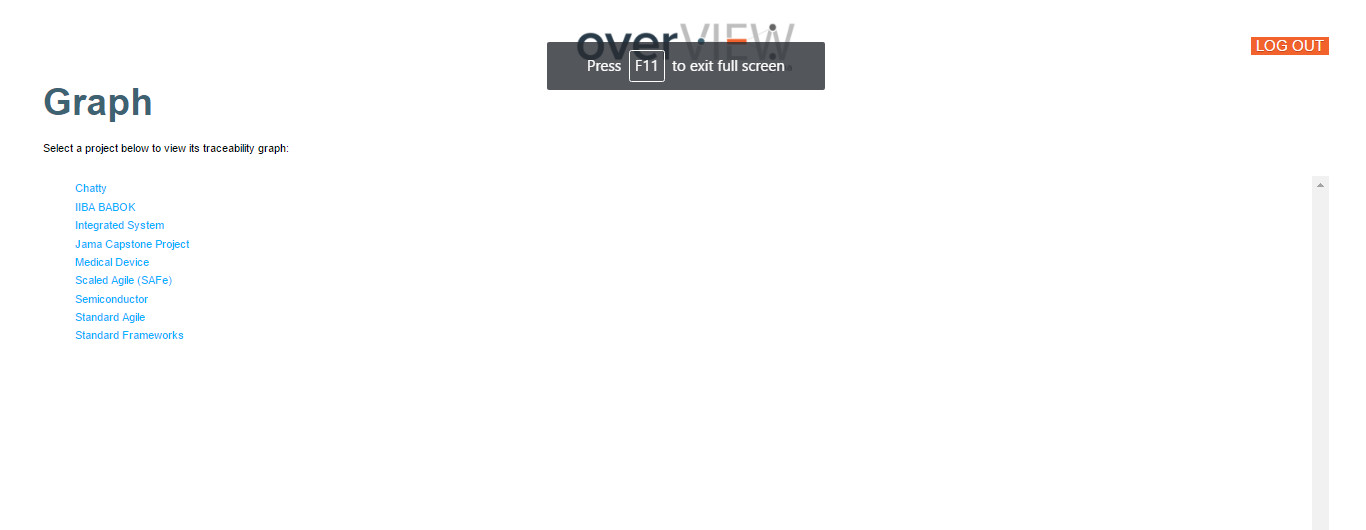 overVIEW
LOG OUT
Press F11 to exit full screen
Graph
Select a project below to view its traceability graph:
Chatty
IIBA BABOK
Integrated System
Jama Capstone Project
Medical Device
Scaled Agile (SAFe)
Semiconductor
Standard Agile
Standard Frameworks